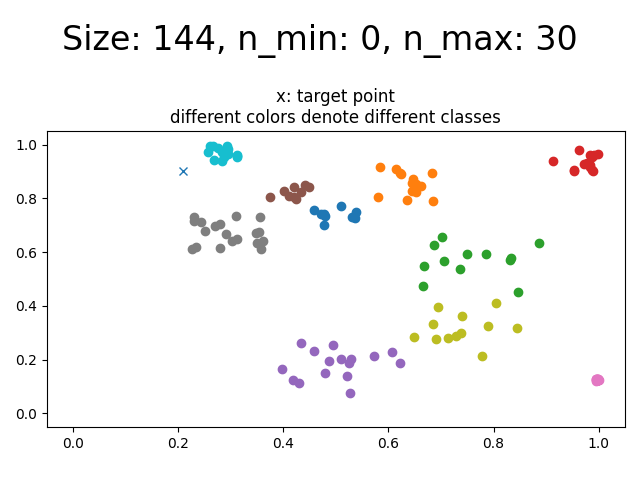 Size: 144, n_min: 0, n_max: 30
x: target point
different colors denote different classes
1.0
0.8
0.6
0.4
0.2
0.0
0.0 0.2 0.4 0.6 0.8 1.0